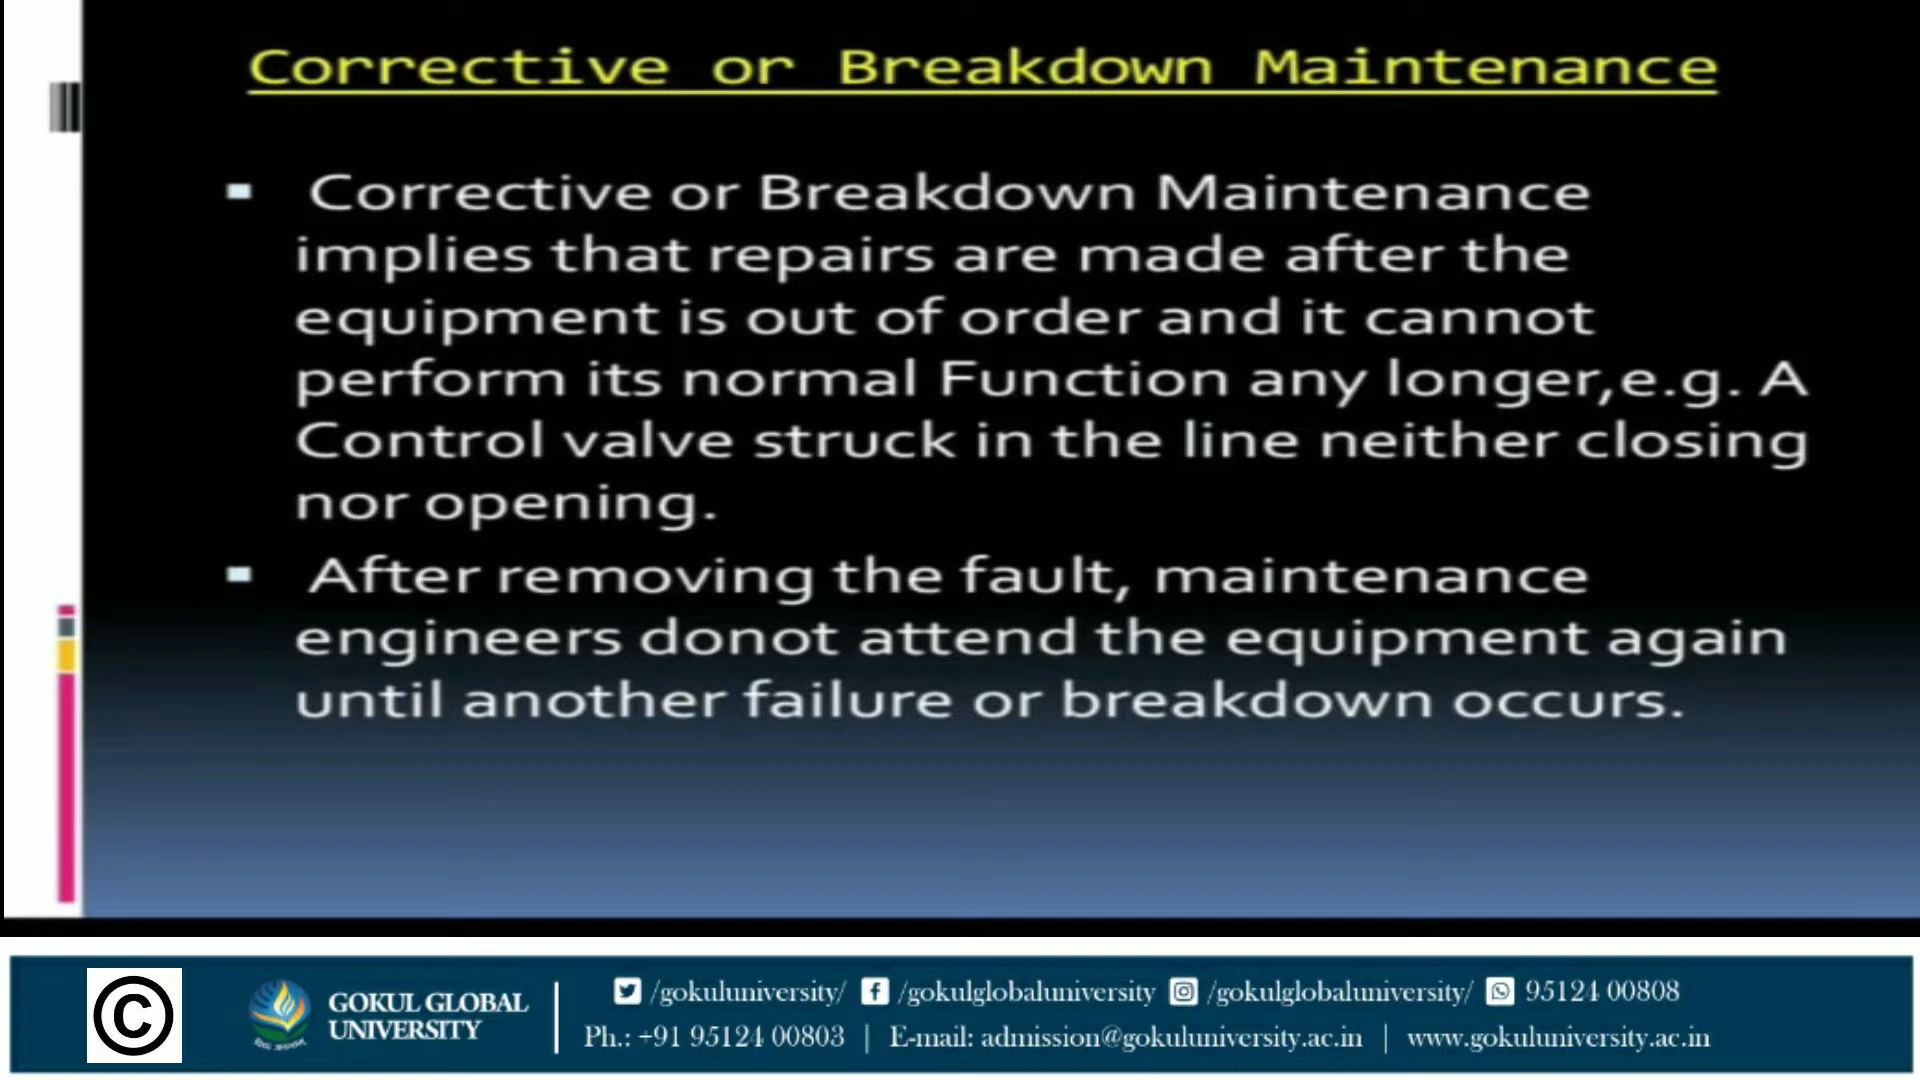 Corrective or Breakdown Maintenance
Corrective or Breakdown Maintenance
implies that repairs are made after the
equipment is out of order and it cannot
perform its normal Function any longer,e.g. A
Control valve struck in the line neither closing
nor opening.
After removing the fault, maintenance
engineers donot attend the equipment again
until another failure or breakdown occurs.
©
GOKUL GLOBAL
UNIVERSITY
/gokuluniversity/ /gokulglobaluniversity /gokulglobaluniversity/ 95124 00808
Ph.: +91 95124 00803 | E-mail: admission@gokuluniversity.ac.in | www.gokuluniversity.ac.in